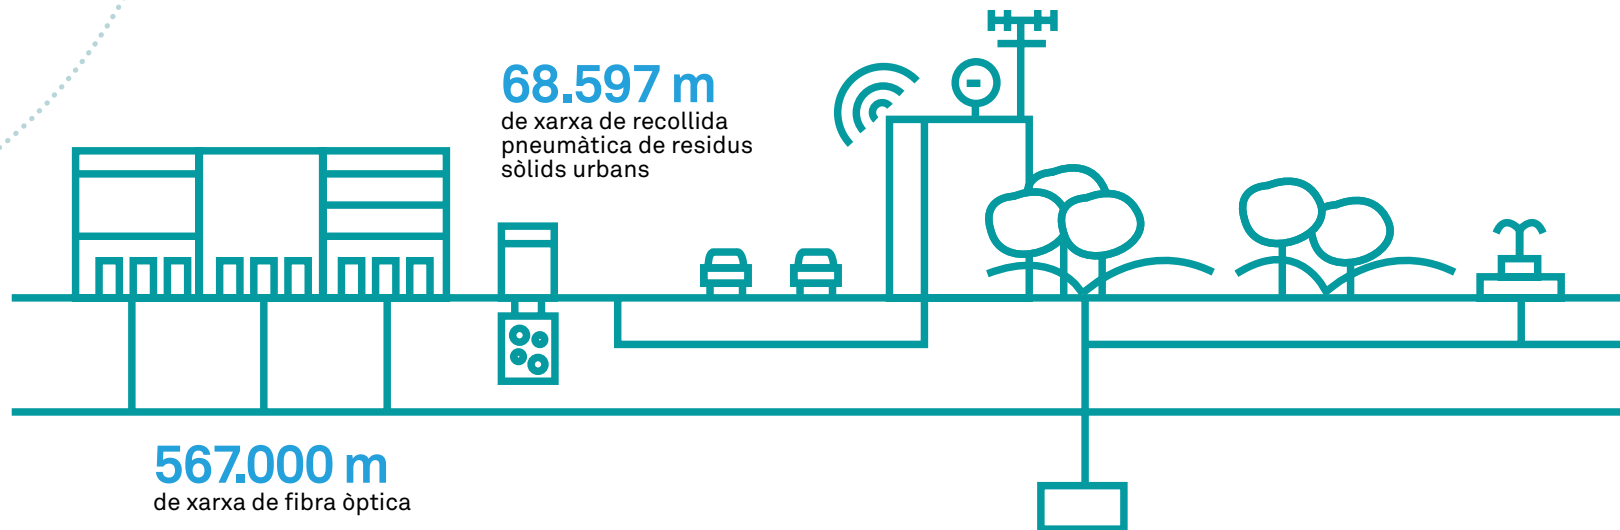 68.597 m
de xarxa de recollida
pneumàtica de residus
sòlids urbans
567.000 m
de xarxa de fibra òptica